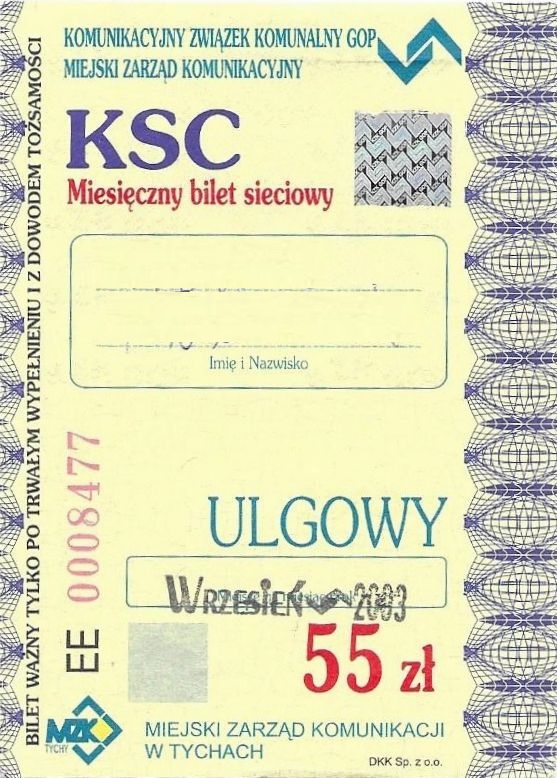 KOMUNIKACYJNY ZWIĄZEK KOMUNALNY GOP
MIEJSKI ZARZĄD KOMUNIKACYJNY
KSC
Miesięczny bilet sieciowy
Imię i Nazwisko
ULGOWY
WRZESIEŃ 2003
55 zł
MZK
TYCHY
MIEJSKI ZARZĄD KOMUNIKACJI
W TYCHACH
DKK Sp. z o.o.
EE 0008477
BILET WAŻNY TYLKO PO TRWAŁYM WYPEŁNIENIU I Z DOWODEM TOŻSAMOŚCI